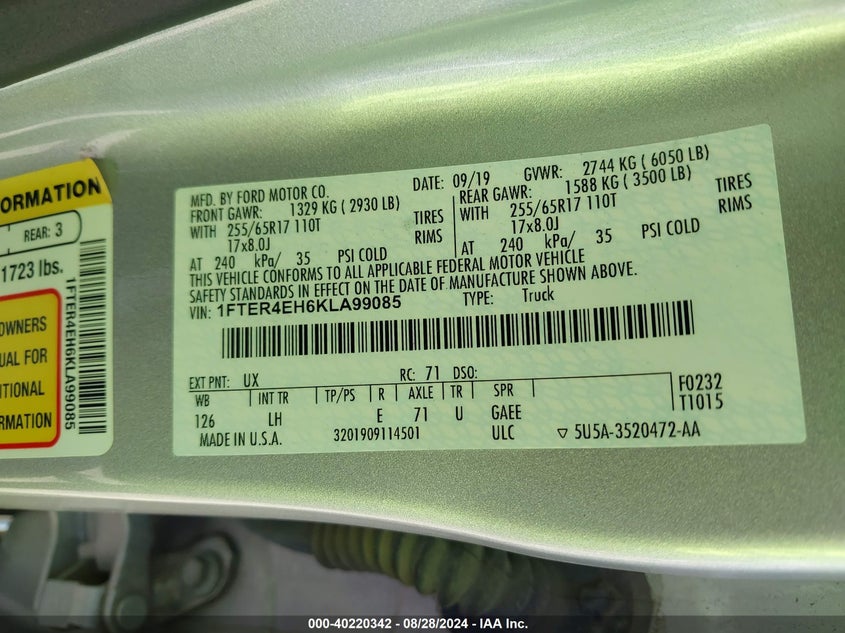 ORMATION
REAR: 3
1723 lbs.
OWNERS
UAL FOR
ITIONAL
ORMATION
1FTER4EH6KLA99085
MFD. BY FORD MOTOR CO. DATE: 09/19 GVWR: 2744 KG ( 6050 LB)
FRONT GAWR: 1329 KG ( 2930 LB) REAR GAWR: 1588 KG ( 3500 LB)
WITH 255/65R17 110T TIRES WITH 255/65R17 110T TIRES
17x8.0J RIMS 17x8.0J RIMS
AT 240 kPa/ 35 PSI COLD AT 240 kPa/ 35 PSI COLD
THIS VEHICLE CONFORMS TO ALL APPLICABLE FEDERAL MOTOR VEHICLE
SAFETY STANDARDS IN EFFECT ON THE DATE OF MANUFACTURE SHOWN ABOVE.
VIN: 1FTER4EH6KLA99085 TYPE: Truck
EXT PNT: UX RC: 71 DSO:
WB INT TR TP/PS R AXLE TR SPR F0232
126 LH E 71 U GAEE T1015
MADE IN U.S.A. 3201909114501 ULC ▽ 5U5A-3520472-AA
000-40220342 - 08/28/2024 - IAA Inc.